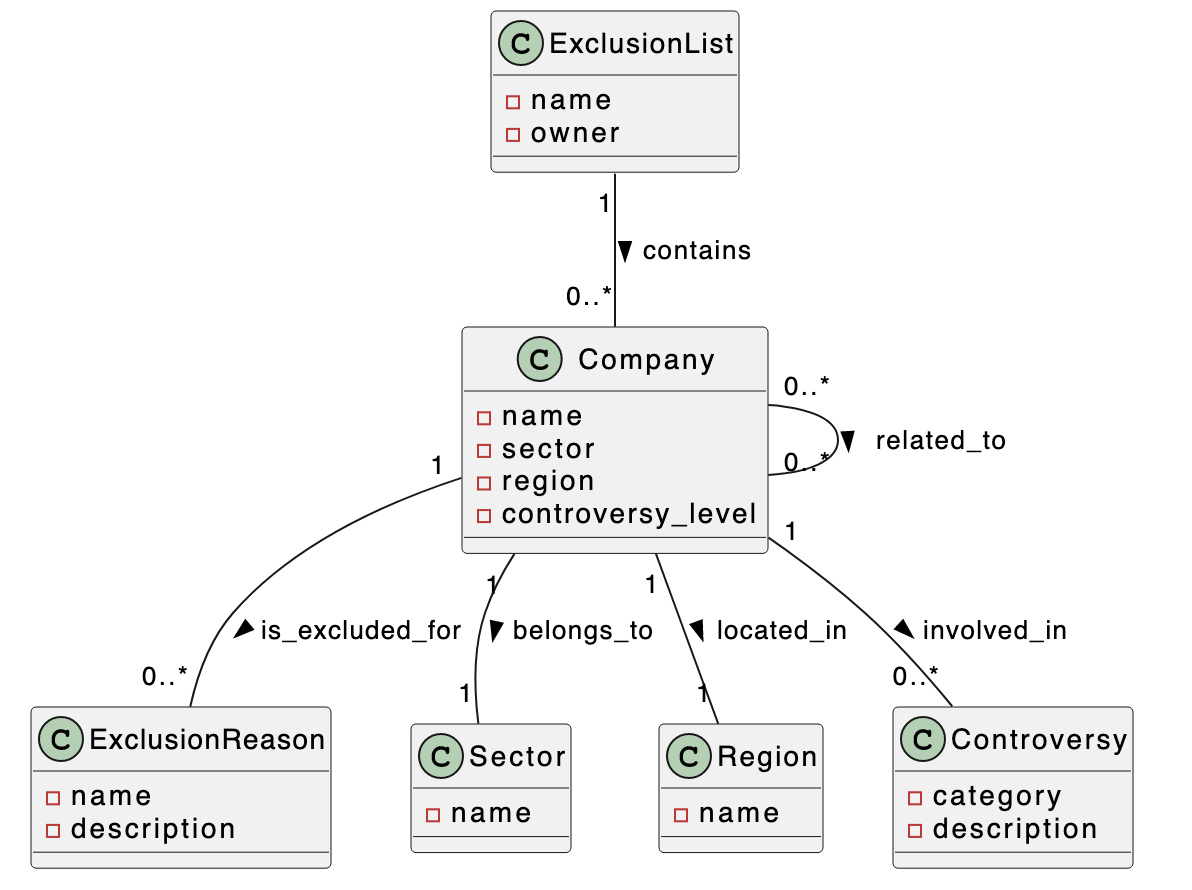 C ExclusionList
name
owner
1
contains
0..*
C Company
name
sector
region
controversy_level
0..*
related_to
0..*
1
1
1
1
is_excluded_for
belongs_to
located_in
involved_in
0..*
1
1
0..*
C ExclusionReason
name
description
C Sector
name
C Region
name
C Controversy
category
description